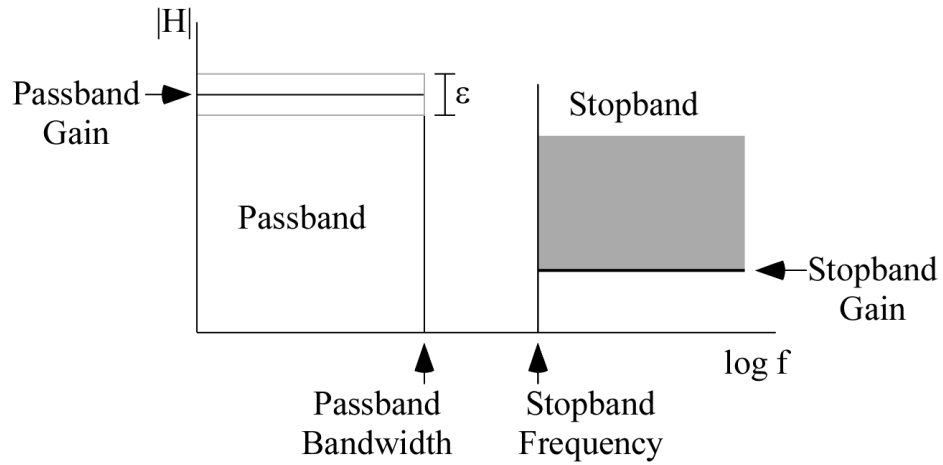 |H|
Passband
Gain
ε
Stopband
Passband
Stopband
Gain
log f
Passband
Bandwidth
Stopband
Frequency